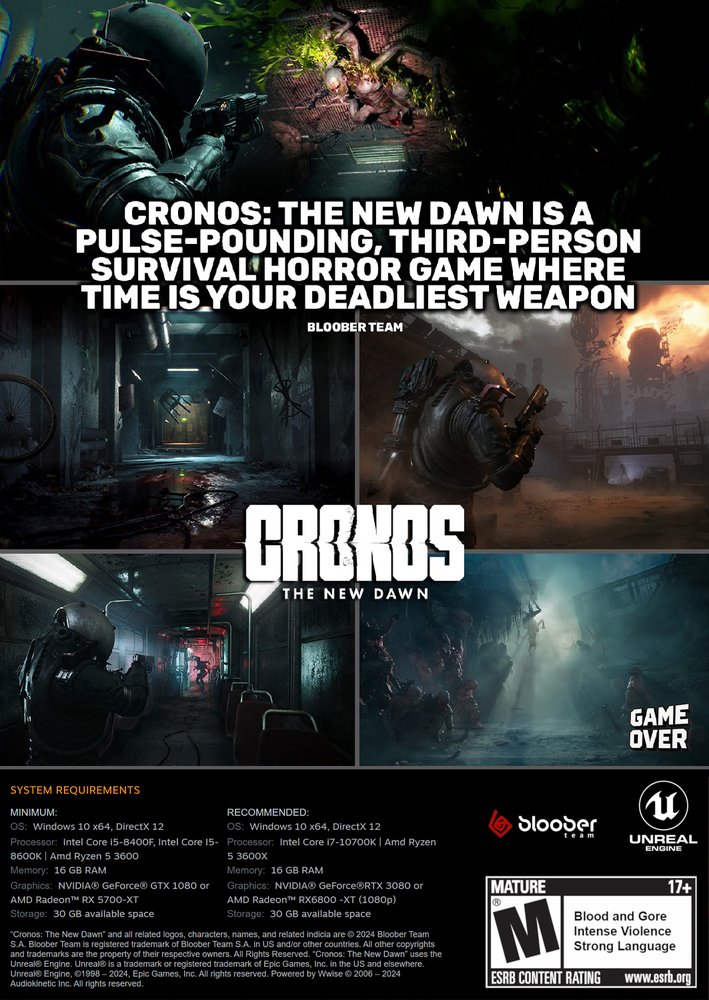 CRONOS: THE NEW DAWN IS A
PULSE-POUNDING, THIRD-PERSON
SURVIVAL HORROR GAME WHERE
TIME IS YOUR DEADLIEST WEAPON
BLOOBER TEAM
CRONOS
THE NEW DAWN
GAME
OVER
SYSTEM REQUIREMENTS
MINIMUM:
OS: Windows 10 x64, DirectX 12
Processor: Intel Core i5-8400F, Intel Core I5-
8600K | Amd Ryzen 5 3600
Memory: 16 GB RAM
Graphics: NVIDIA® GeForce® GTX 1080 or
AMD Radeon™ RX 5700-XT
Storage: 30 GB available space
RECOMMENDED:
OS: Windows 10 x64, DirectX 12
Processor: Intel Core i7-10700K | Amd Ryzen
5 3600X
Memory: 16 GB RAM
Graphics: NVIDIA® GeForce®RTX 3080 or
AMD Radeon™ RX6800 -XT (1080p)
Storage: 30 GB available space
"Cronos: The New Dawn" and all related logos, characters, names, and related indicia are © 2024 Bloober Team
S.A. Bloober Team is registered trademark of Bloober Team S.A. in US and/or other countries. All other copyrights
and trademarks are the property of their respective owners. All Rights Reserved. "Cronos: The New Dawn" uses the
Unreal® Engine. Unreal® is a trademark or registered trademark of Epic Games, Inc. in the US and elsewhere.
Unreal® Engine, ©1998 – 2024, Epic Games, Inc. All rights reserved. Powered by Wwise © 2006 – 2024
Audiokinetic Inc. All rights reserved.
bloober
team
UNREAL
ENGINE
MATURE 17+
M ®
Blood and Gore
Intense Violence
Strong Language
ESRB CONTENT RATING www.esrb.org